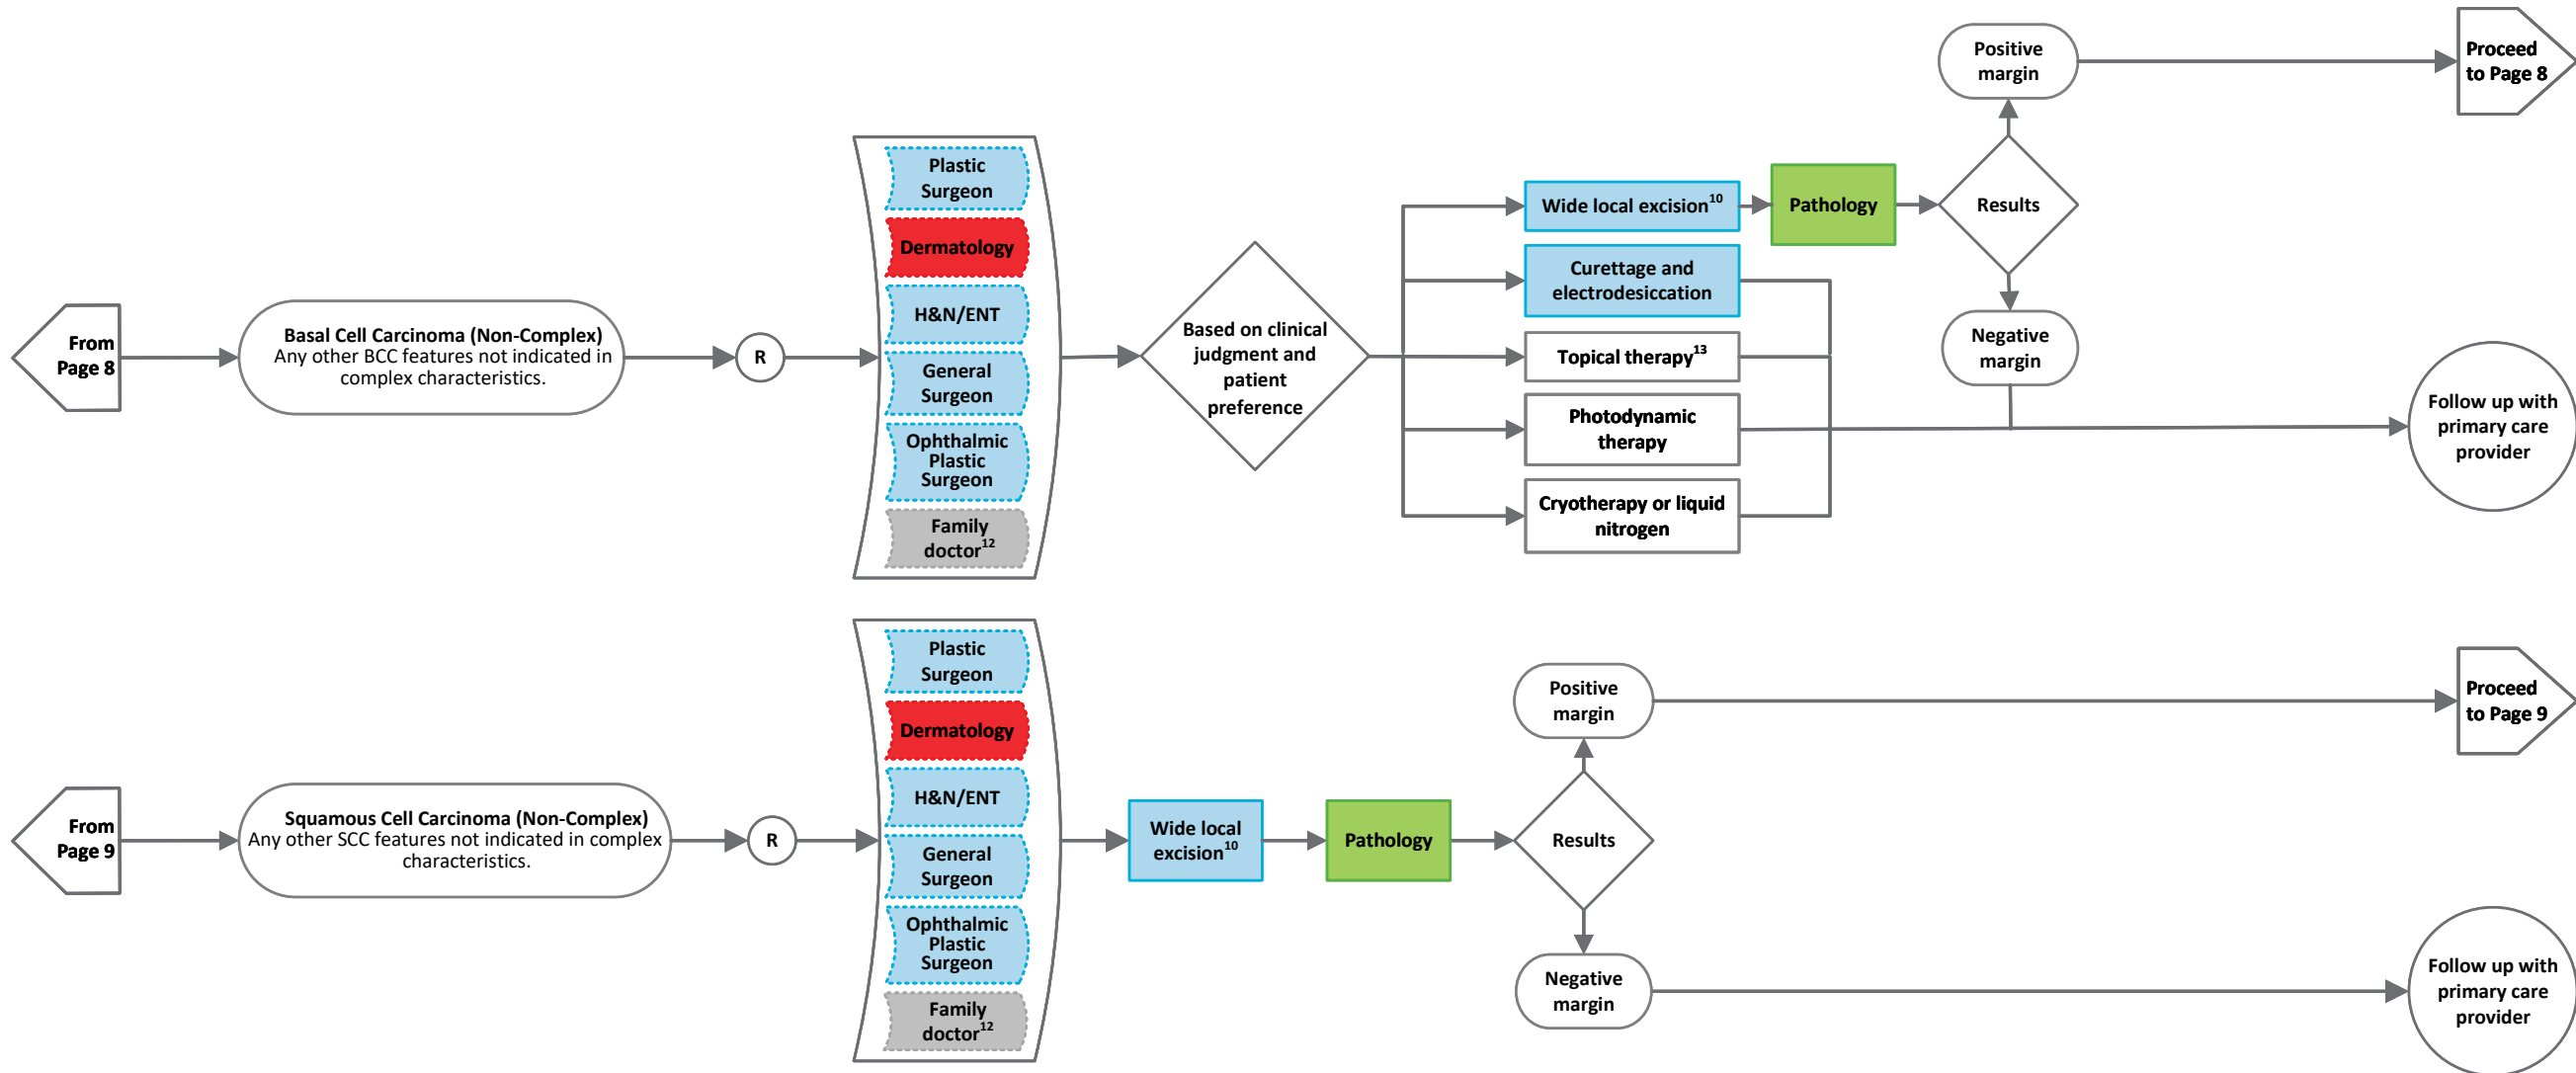 From
Page 8
Basal Cell Carcinoma (Non-Complex)
Any other BCC features not indicated in
complex characteristics.
R
Plastic
Surgeon
Dermatology
H&N/ENT
General
Surgeon
Ophthalmic
Plastic
Surgeon
Family
doctor12
Based on clinical
judgment and
patient
preference
Wide local excision10
Curettage and
electrodesiccation
Topical therapy13
Photodynamic
therapy
Cryotherapy or liquid
nitrogen
Pathology
Results
Positive
margin
Negative
margin
Proceed
to Page 8
Follow up with
primary care
provider
From
Page 9
Squamous Cell Carcinoma (Non-Complex)
Any other SCC features not indicated in complex
characteristics.
R
Plastic
Surgeon
Dermatology
H&N/ENT
General
Surgeon
Ophthalmic
Plastic
Surgeon
Family
doctor12
Wide local
excision10
Pathology
Results
Positive
margin
Negative
margin
Proceed
to Page 9
Follow up with
primary care
provider